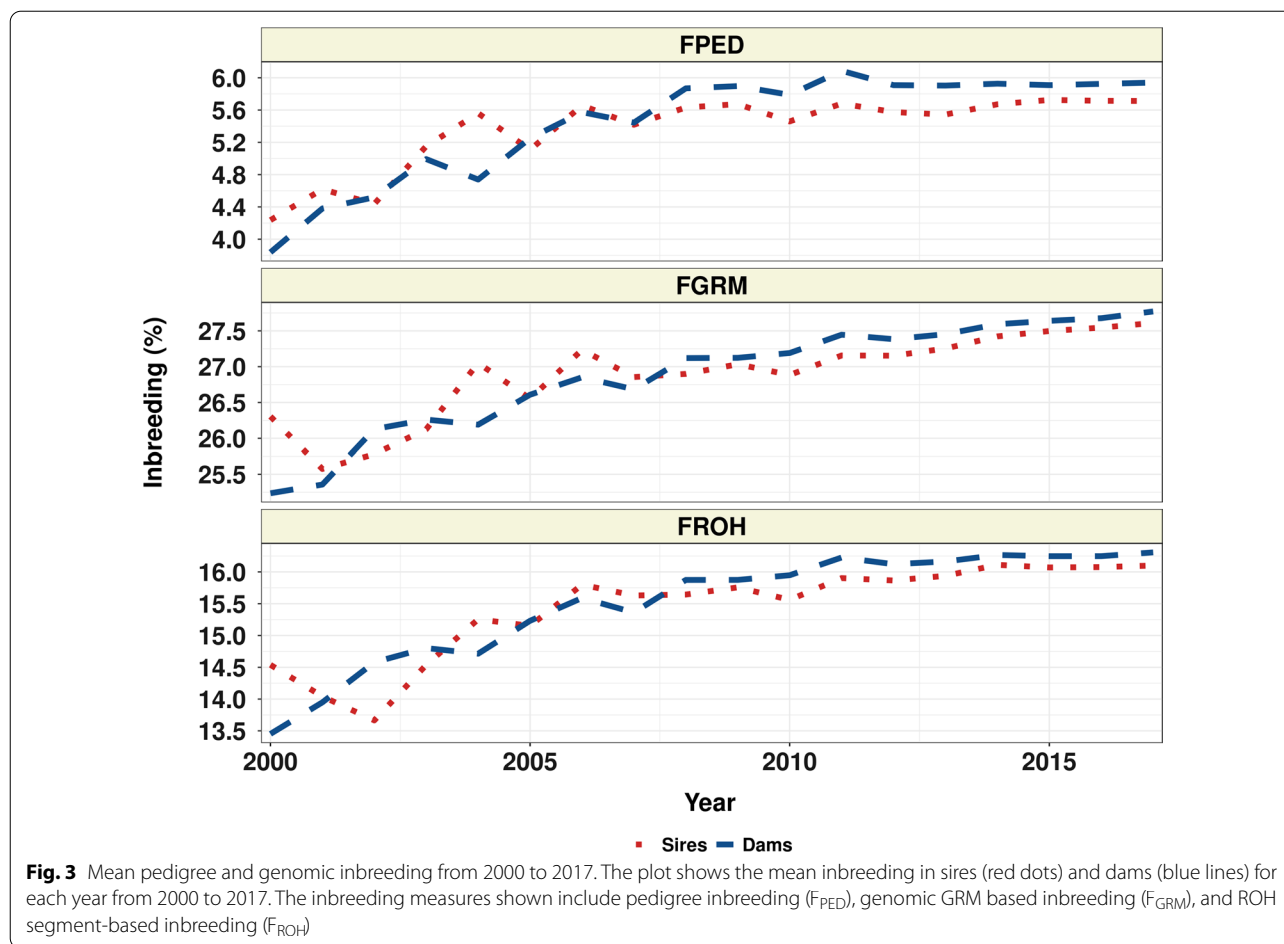 FPED
6.0
5.6
5.2
4.8
4.4
4.0
FGRM
27.5
27.0
26.5
26.0
25.5
FROH
16.0
15.5
15.0
14.5
14.0
13.5
Inbreeding (%)
2000 2005 2010 2015
Year
Sires Dams
Fig. 3 Mean pedigree and genomic inbreeding from 2000 to 2017. The plot shows the mean inbreeding in sires (red dots) and dams (blue lines) for
each year from 2000 to 2017. The inbreeding measures shown include pedigree inbreeding (FPED), genomic GRM based inbreeding (FGRM), and ROH
segment-based inbreeding (FROH)